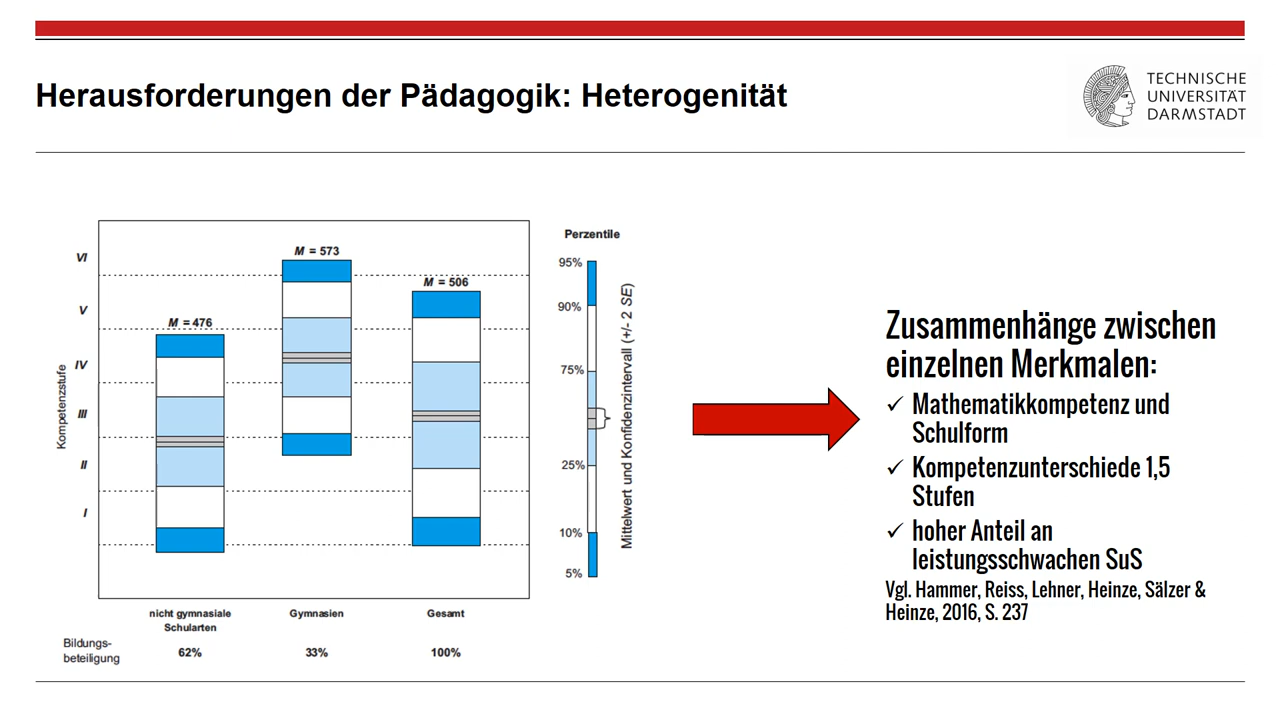 Herausforderungen der Pädagogik: Heterogenität
TECHNISCHE
UNIVERSITÄT
DARMSTADT
Kompetenzstufe
VI
V
IV
III
II
I
M = 476
M = 573
M = 506
nicht gymnasiale
Schularten
Gymnasien
Gesamt
Bildungs-
beteiligung
62%
33%
100%
Perzentile
95%
90%
75%
25%
10%
5%
Mittelwert und Konfidenzintervall (+/- 2 SE)
Zusammenhänge zwischen
einzelnen Merkmalen:
✓ Mathematikkompetenz und
Schulform
✓ Kompetenzunterschiede 1,5
Stufen
✓ hoher Anteil an
leistungsschwachen SuS
Vgl. Hammer, Reiss, Lehner, Heinze, Sälzer &
Heinze, 2016, S. 237